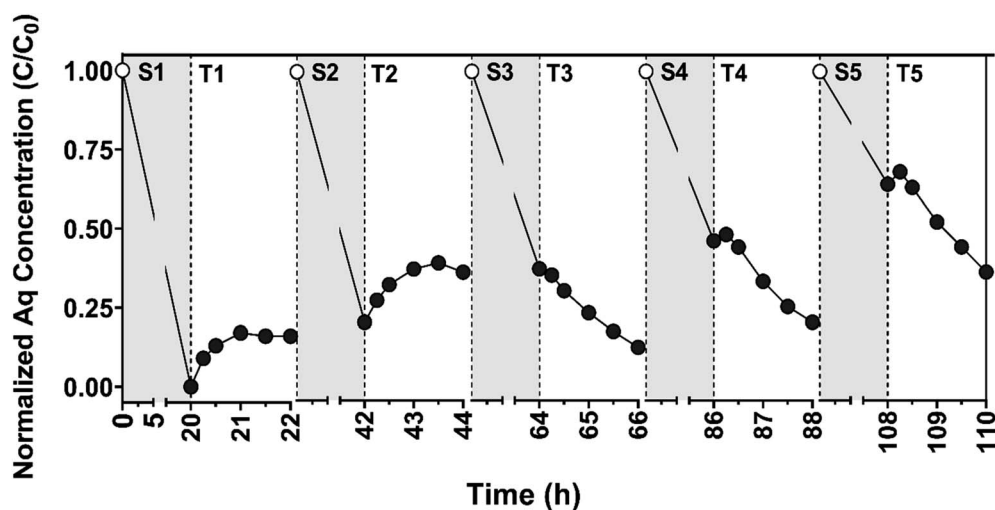 Normalized Aq Concentration (C/C0)
1.00
0.75
0.50
0.25
0.00
S1 T1 S2 T2 S3 T3 S4 T4 S5 T5
0 5 20 21 22 42 43 44 64 65 66 86 87 88 108 109 110
Time (h)